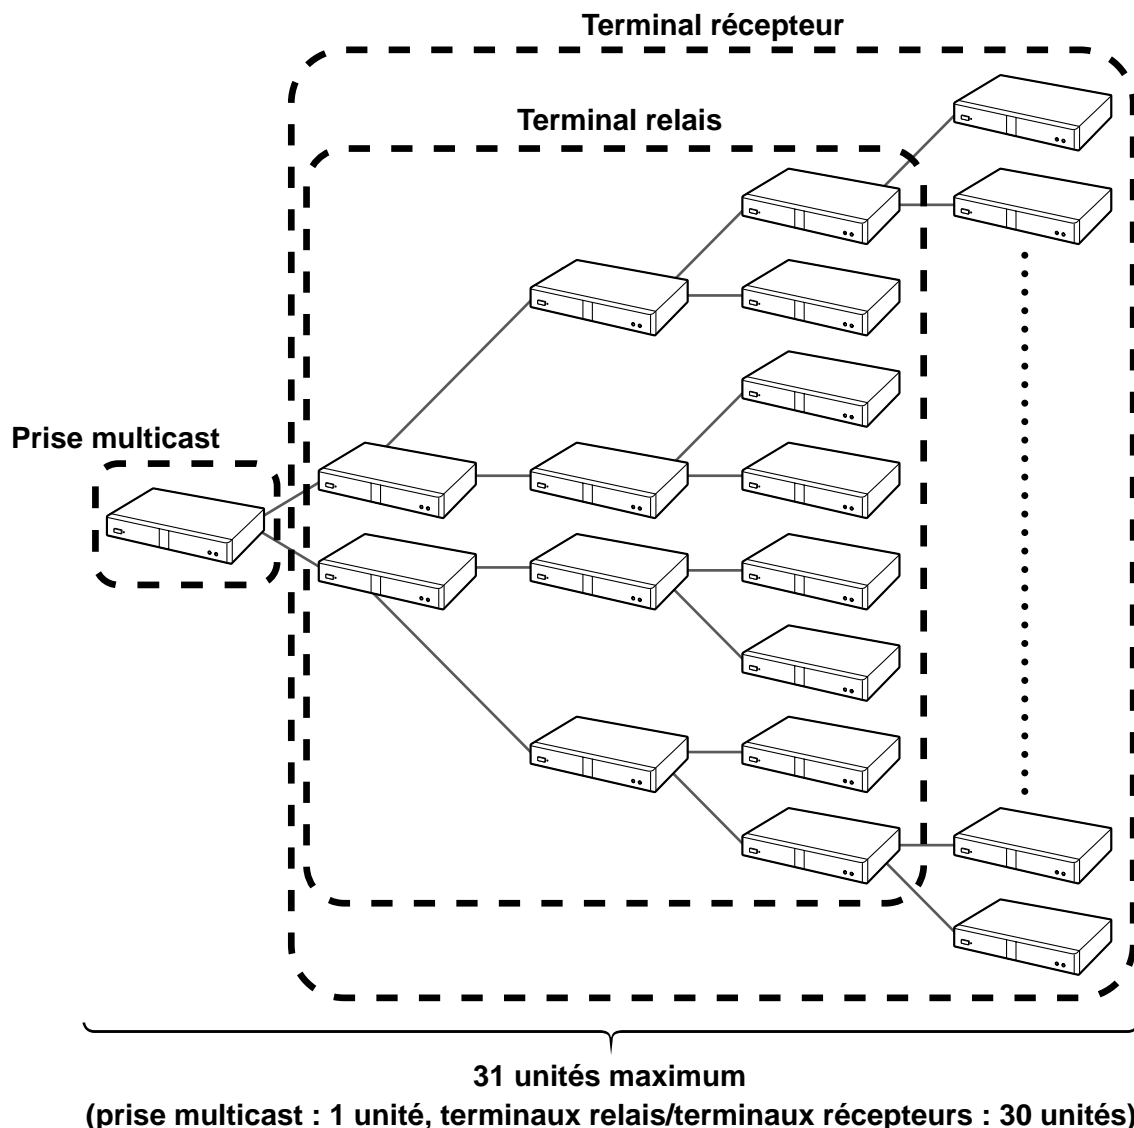 Terminal récepteur
Terminal relais
Prise multicast
31 unités maximum
(prise multicast : 1 unité, terminaux relais/terminaux récepteurs : 30 unités)